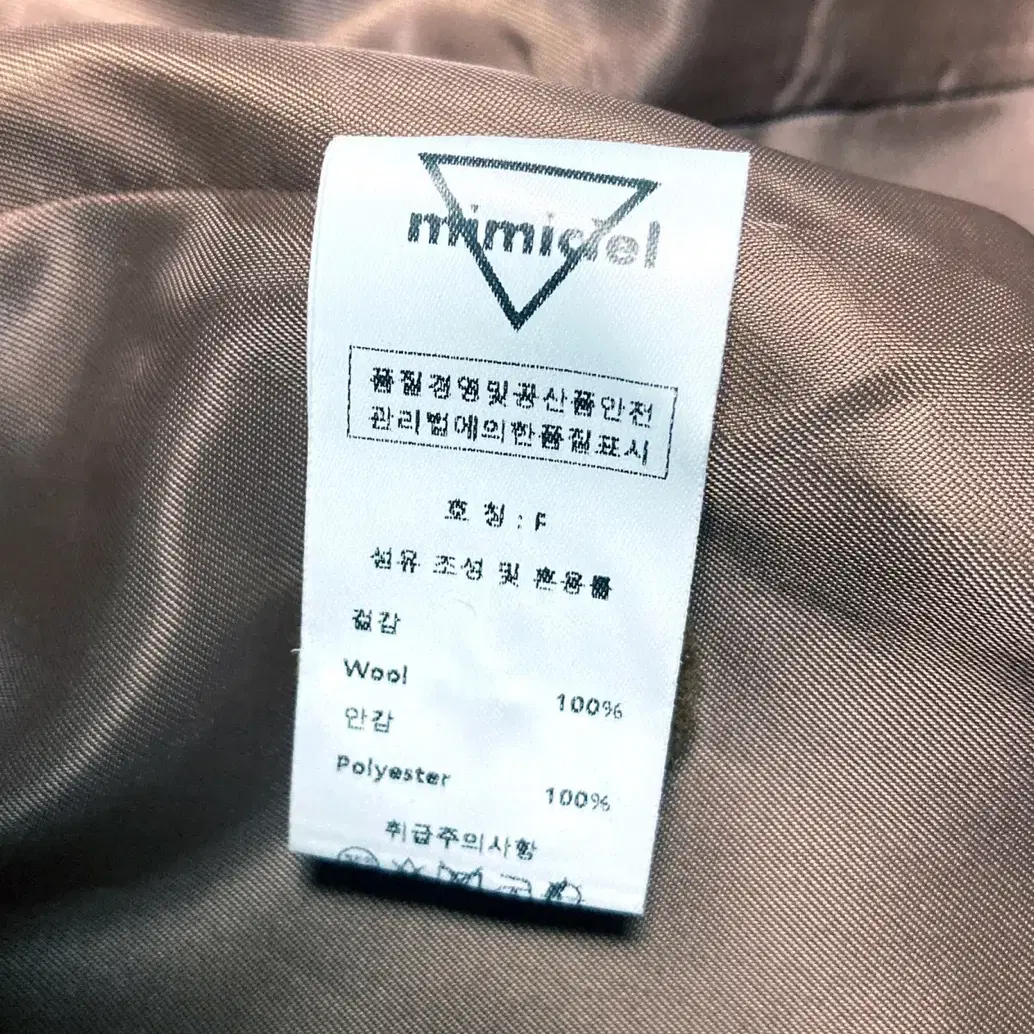 mimidel
품질경영및공산품안전
관리법에의한품질표시
호 칭 : F
섬유 조성 및 혼용률
겉감
Wool 100%
안감
Polyester 100%
취급주의사항